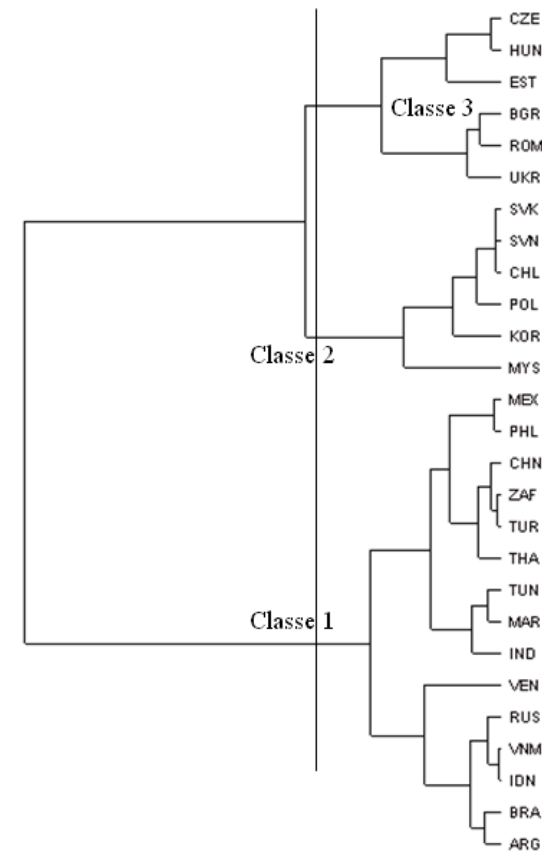 CZE
HUN
EST
Classe 3
BGR
ROM
UKR
SVK
SVN
CHL
POL
KOR
Classe 2
MYS
MEX
PHL
CHN
ZAF
TUR
THA
TUN
Classe 1
MAR
IND
VEN
RUS
VNM
IDN
BRA
ARG